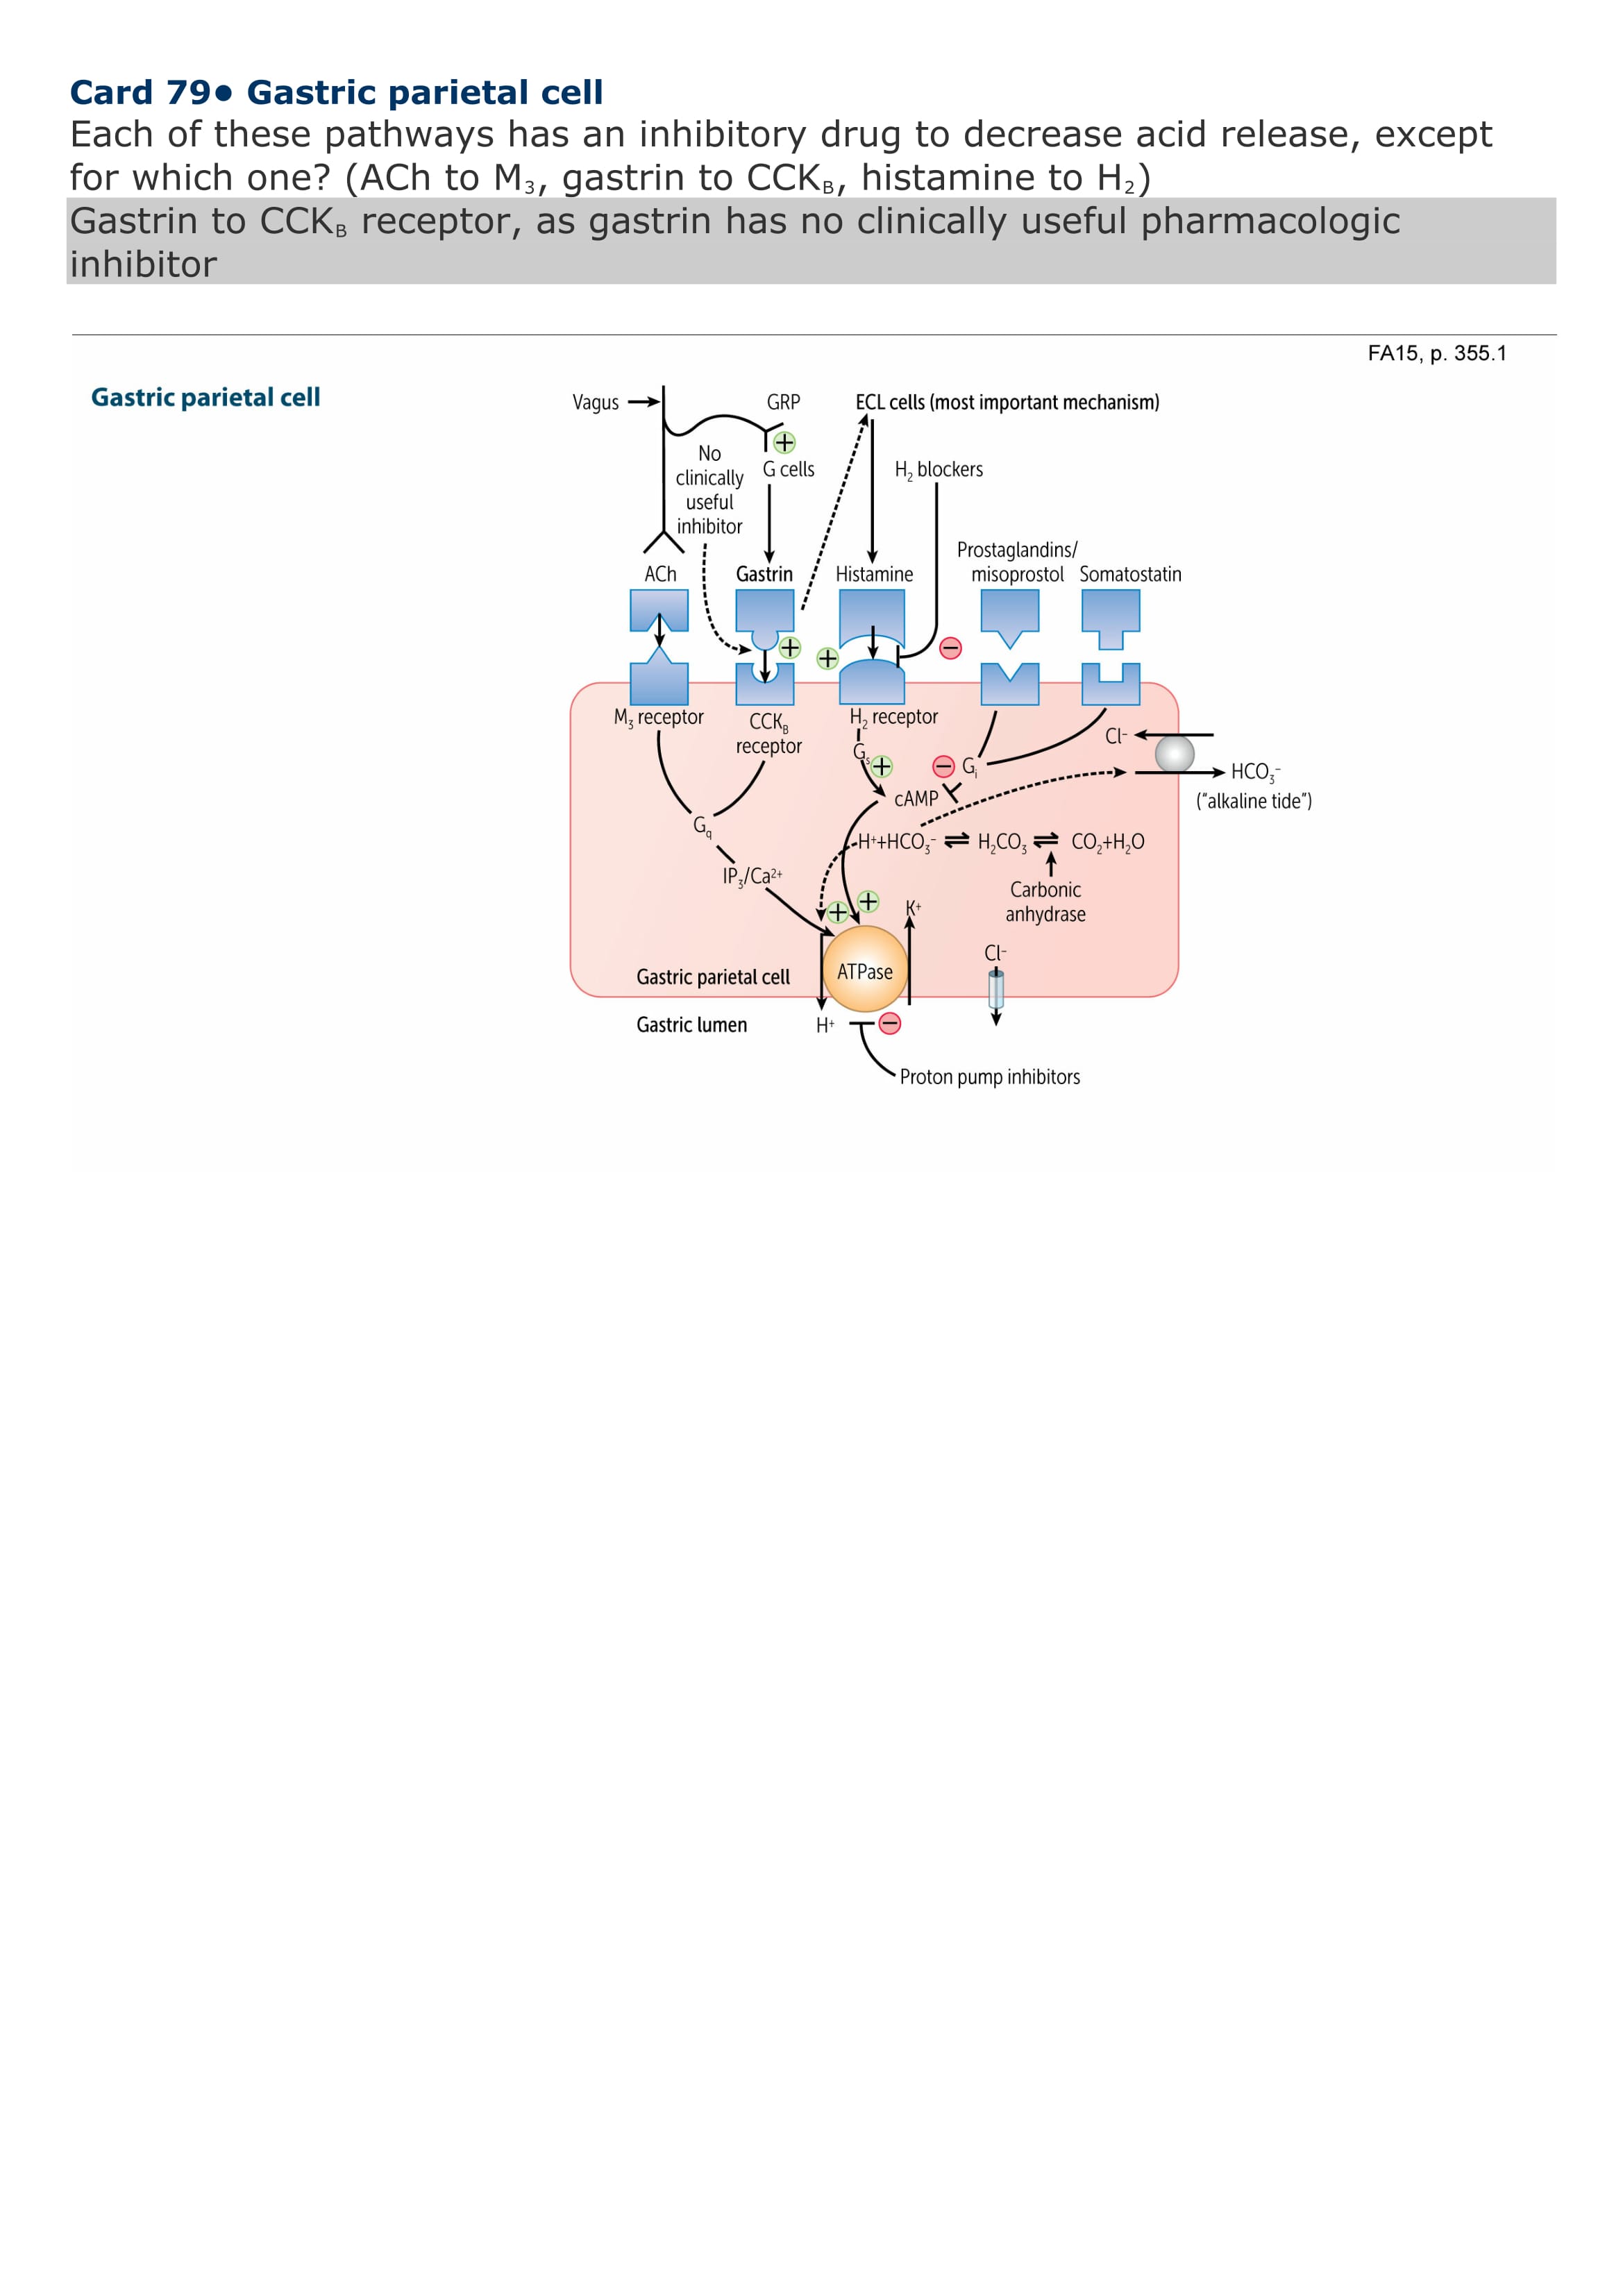 Card 79• Gastric parietal cell
Each of these pathways has an inhibitory drug to decrease acid release, except
for which one? (ACh to M₃, gastrin to CCKB, histamine to H₂)
Gastrin to CCKB receptor, as gastrin has no clinically useful pharmacologic
inhibitor
FA15, p. 355.1
Gastric parietal cell
Vagus
GRP
ECL cells (most important mechanism)
No
clinically
useful
inhibitor
G cells
H₂ blockers
Prostaglandins/
misoprostol
Somatostatin
ACh
Gastrin
Histamine
M₃ receptor
CCKB
receptor
H₂ receptor
Gs
Gi
cAMP
Cl⁻
HCO₃⁻
("alkaline tide")
Gq
IP₃/Ca²⁺
H⁺+HCO₃⁻ ⇌ H₂CO₃ ⇌ CO₂+H₂O
Carbonic
anhydrase
K⁺
Cl⁻
ATPase
Gastric parietal cell
Gastric lumen
H⁺
Proton pump inhibitors